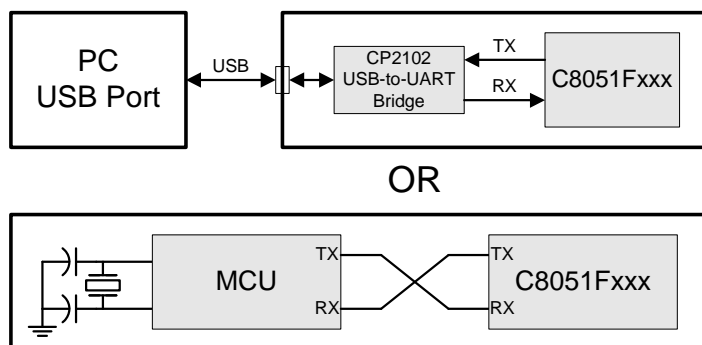 PC
USB Port
USB
CP2102
USB-to-UART
Bridge
TX
RX
C8051Fxxx
OR
MCU
TX
RX
TX
RX
C8051Fxxx